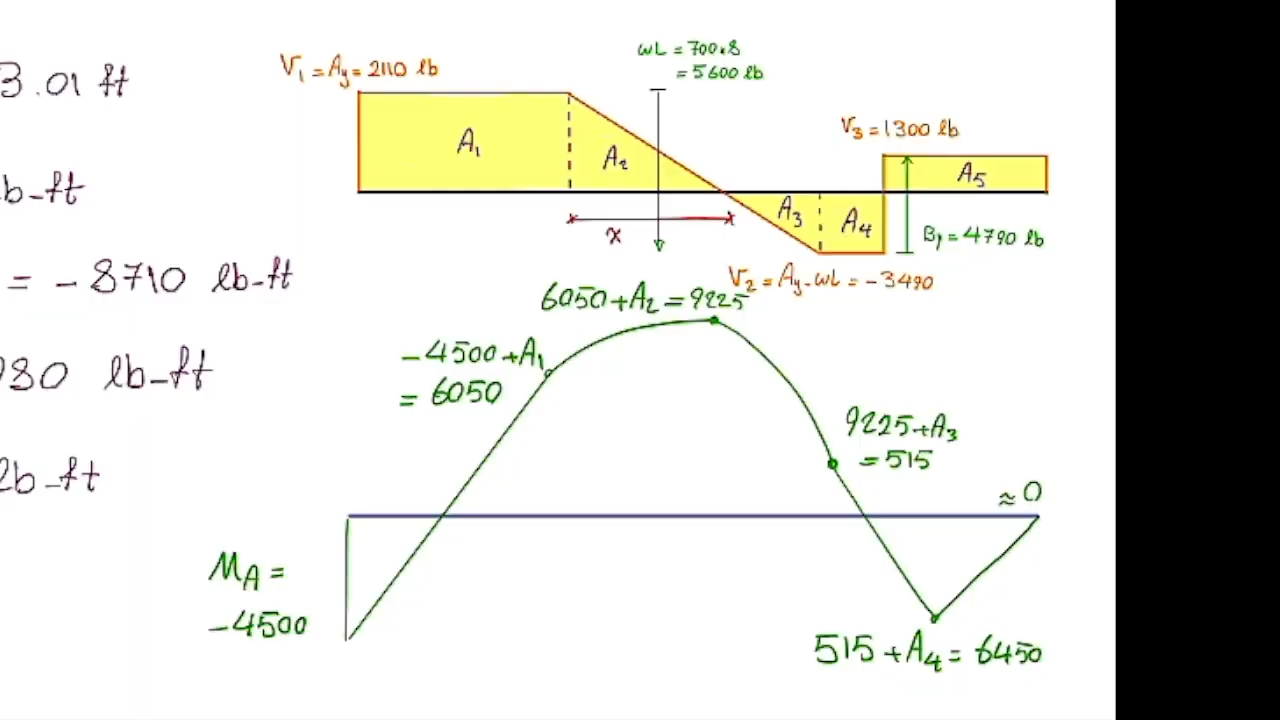 3.01 ft
lb-ft
= - 8710 lb-ft
980 lb-ft
lb-ft
V₁ = Ay = 2110 lb
wL = 700×8
= 5600 lb
V₃ = 1300 lb
A₁
A₂
A₃
A₄
A₅
x
By = 4790 lb
V₂ = Ay - wL = - 3490
6050 + A₂ = 9225
-4500 + A₁
= 6050
9225 + A₃
= 515
≈ 0
MA =
-4500
515 + A₄ = 6450